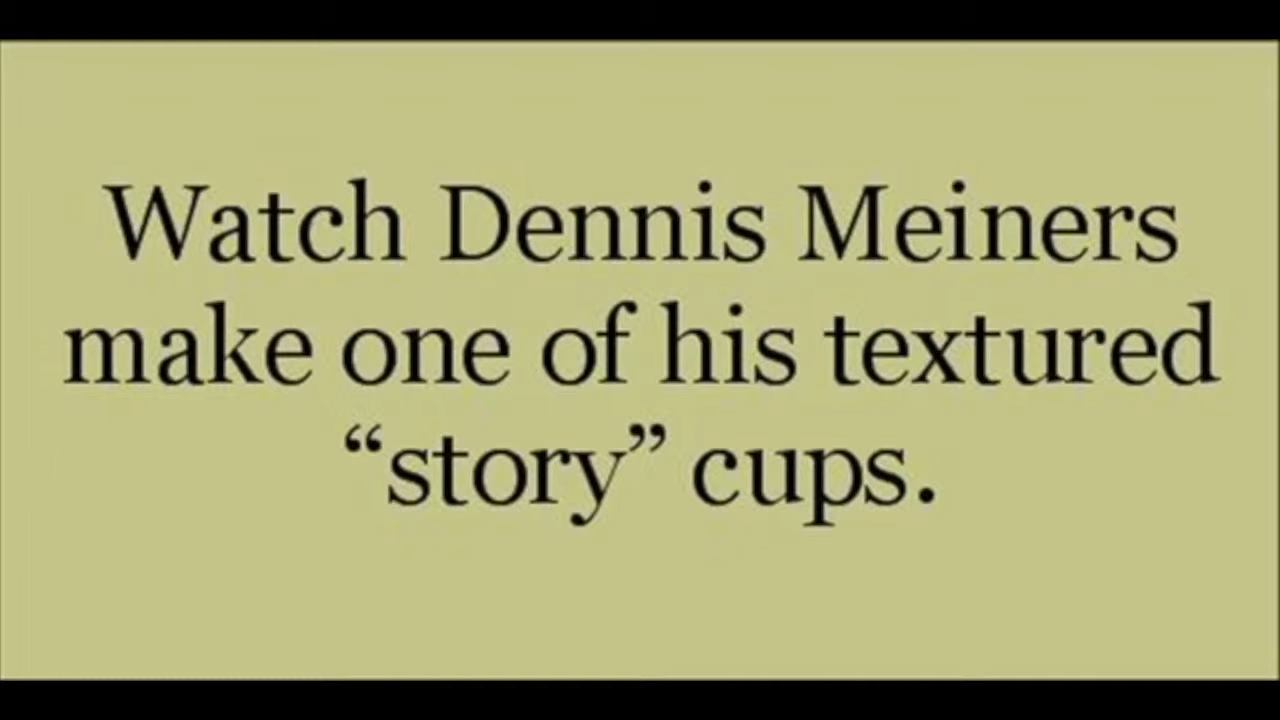 Watch Dennis Meiners
make one of his textured
“story” cups.